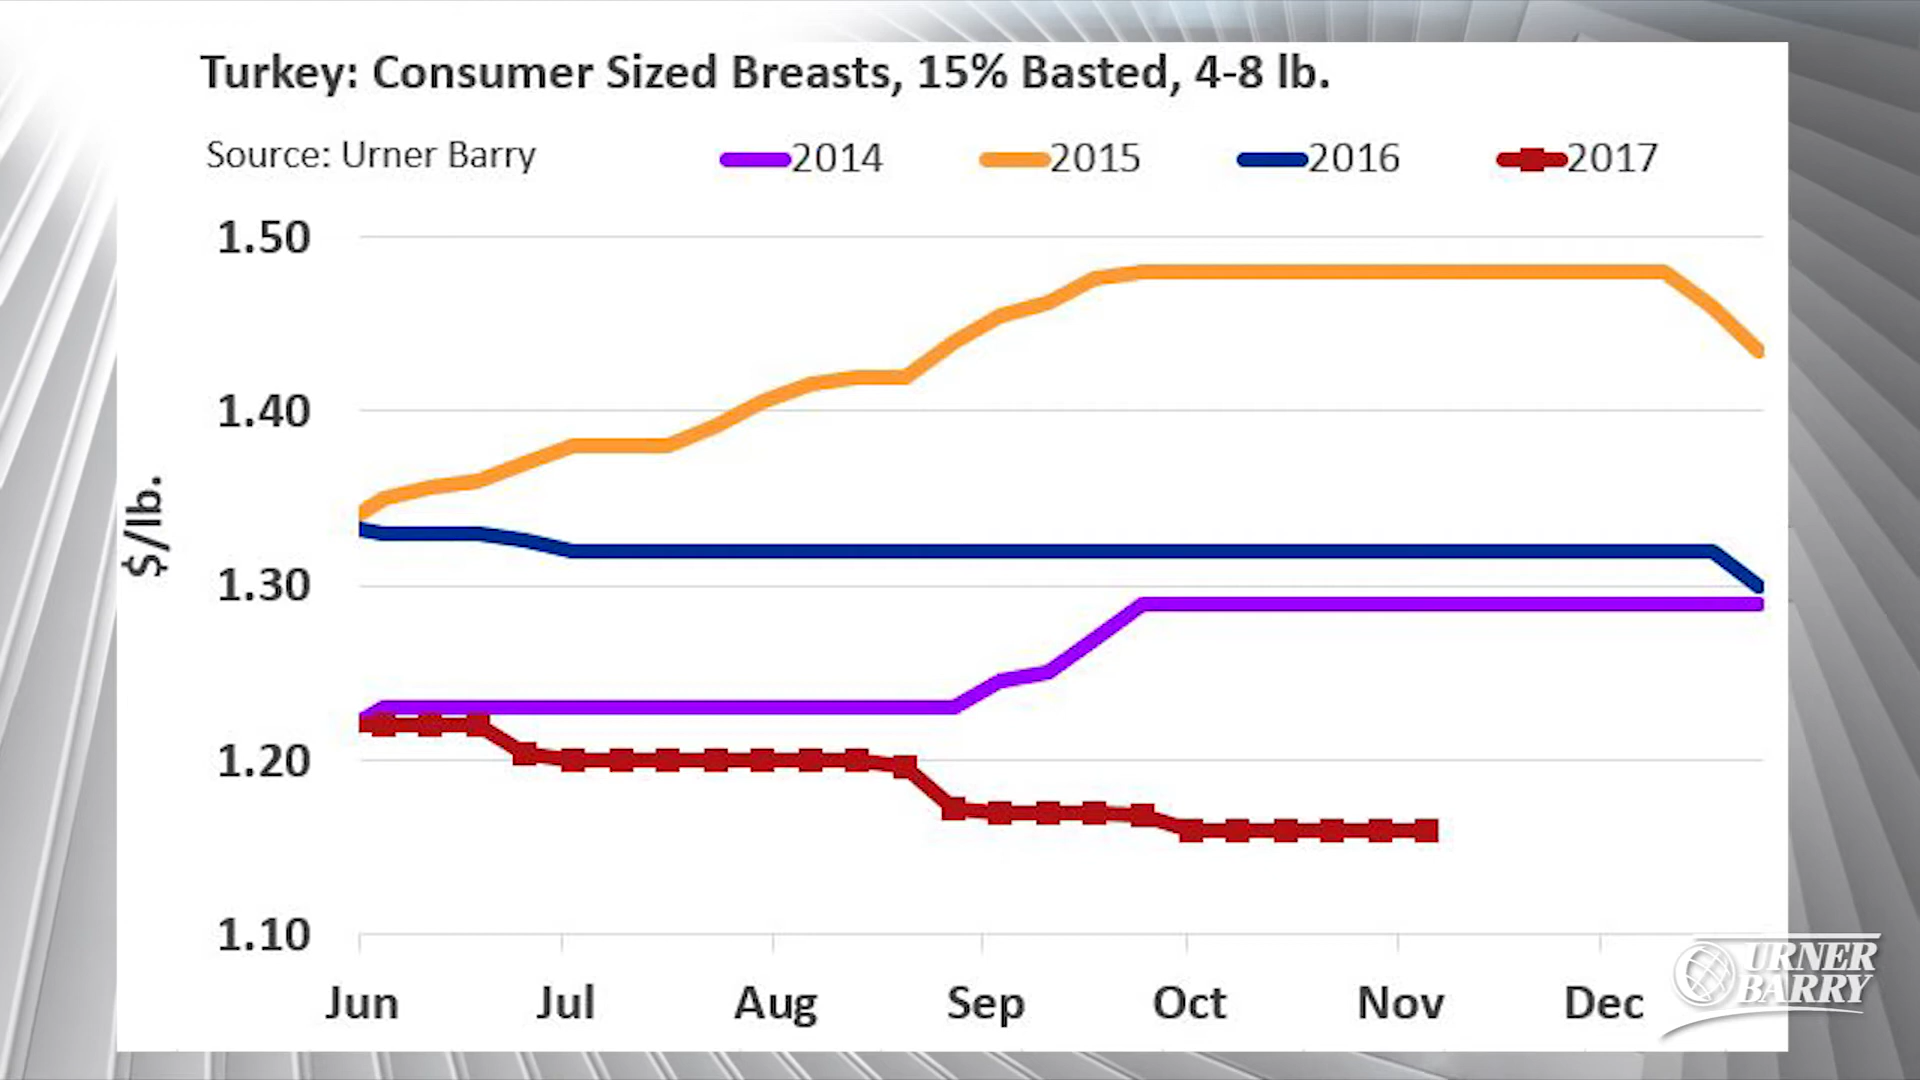 Turkey: Consumer Sized Breasts, 15% Basted, 4-8 lb.
Source: Urner Barry
2014
2015
2016
2017
1.50
1.40
1.30
1.20
1.10
$/lb.
Jun
Jul
Aug
Sep
Oct
Nov
Dec
URNER
BARRY